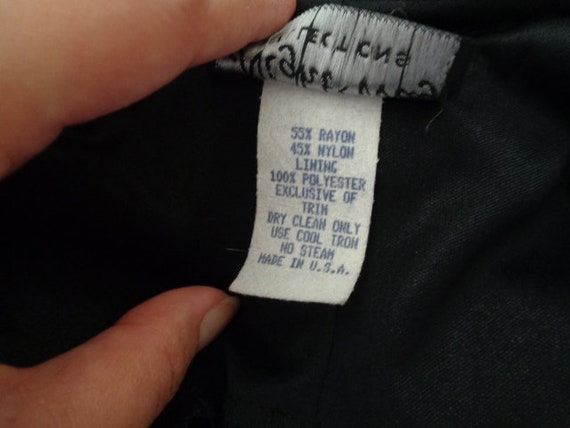 55% RAYON
45% NYLON
LINING
100% POLYESTER
EXCLUSIVE OF
TRIM
DRY CLEAN ONLY
USE COOL IRON
NO STEAM
MADE IN U.S.A.